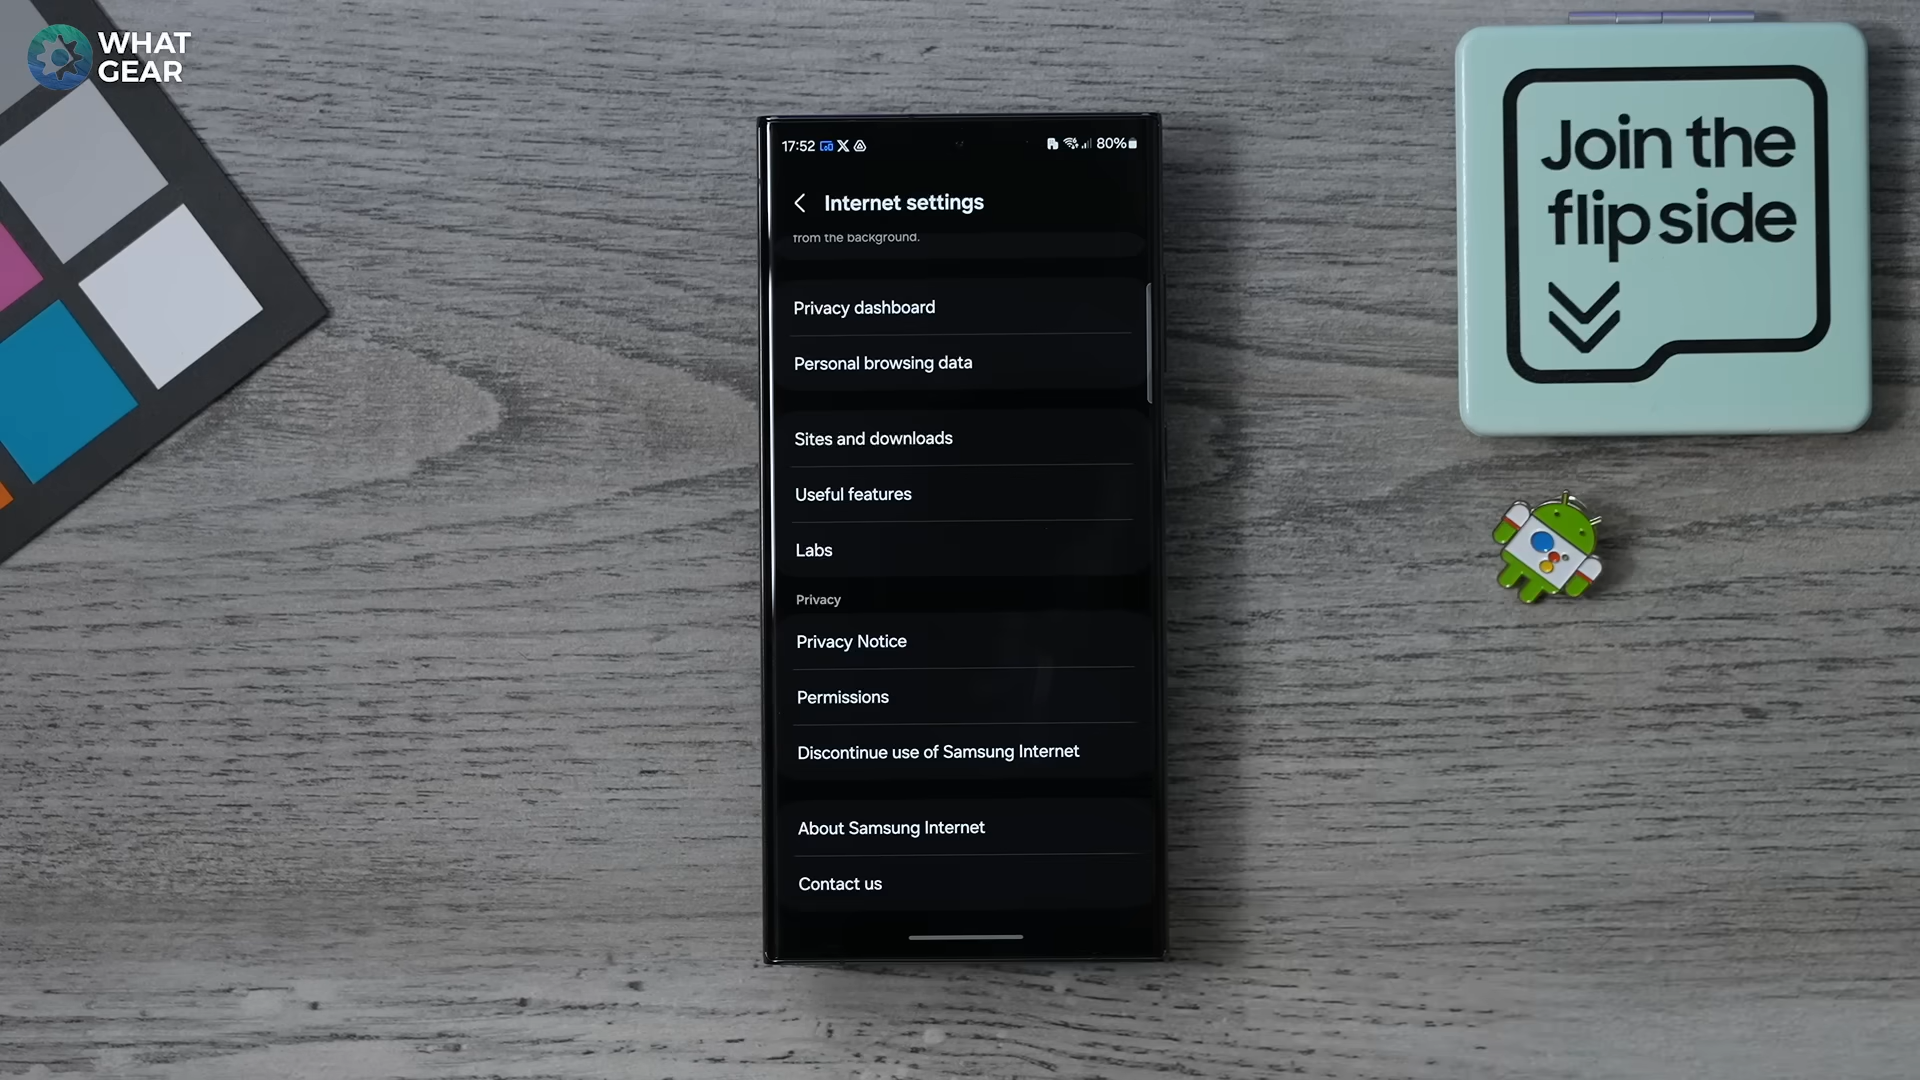 WHAT
GEAR
17:52
80%
Internet settings
from the background.
Privacy dashboard
Personal browsing data
Sites and downloads
Useful features
Labs
Privacy
Privacy Notice
Permissions
Discontinue use of Samsung Internet
About Samsung Internet
Contact us
Join the
flip side